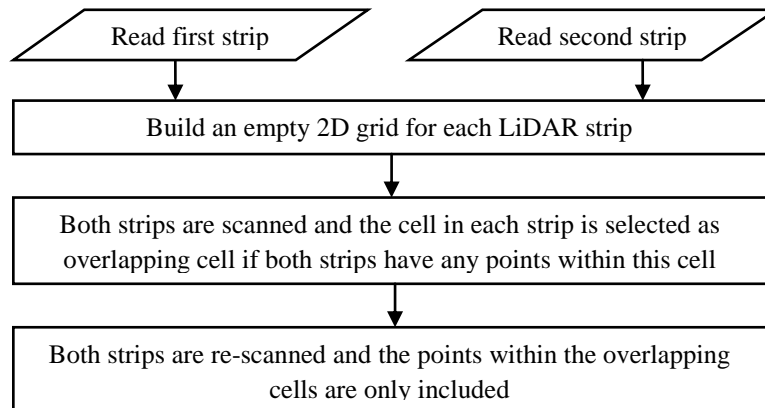 Read first strip
Read second strip
Build an empty 2D grid for each LiDAR strip
Both strips are scanned and the cell in each strip is selected as
overlapping cell if both strips have any points within this cell
Both strips are re-scanned and the points within the overlapping
cells are only included